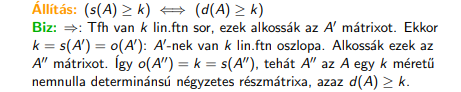 Állítás: (s(A) ≥ k) ⟺ (d(A) ≥ k)
Biz: ⇒: Tfh van k lin.ftn sor, ezek alkossák az A′ mátrixot. Ekkor
k = s(A′) = o(A′): A′-nek van k lin.ftn oszlopa. Alkossák ezek az
A″ mátrixot. Így o(A″) = k = s(A″), tehát A″ az A egy k méretű
nemnulla determinánsú négyzetes részmátrixa, azaz d(A) ≥ k.